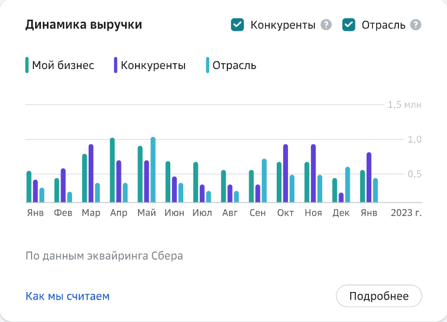 Динамика выручки
Конкуренты ? Отрасль ?
Мой бизнес Конкуренты Отрасль
1,5 млн
1,0
0,5
Янв Фев Мар Апр Май Июн Июл Авг Сен Окт Ноя Дек Янв 2023 г.
По данным эквайринга Сбера
Как мы считаем Подробнее